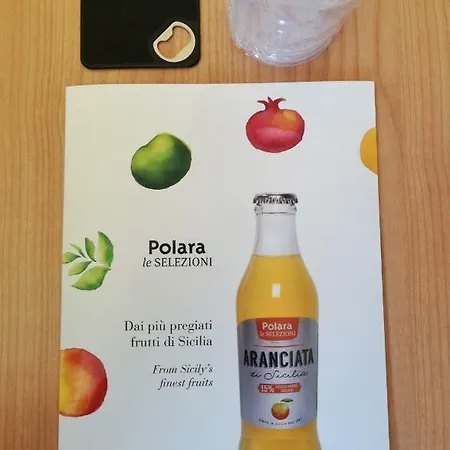 Polara
le SELEZIONI
Dai più pregiati
frutti di Sicilia
From Sicily's
finest fruits
Polara
le SELEZIONI
ARANCIATA
di Sicilia
15%